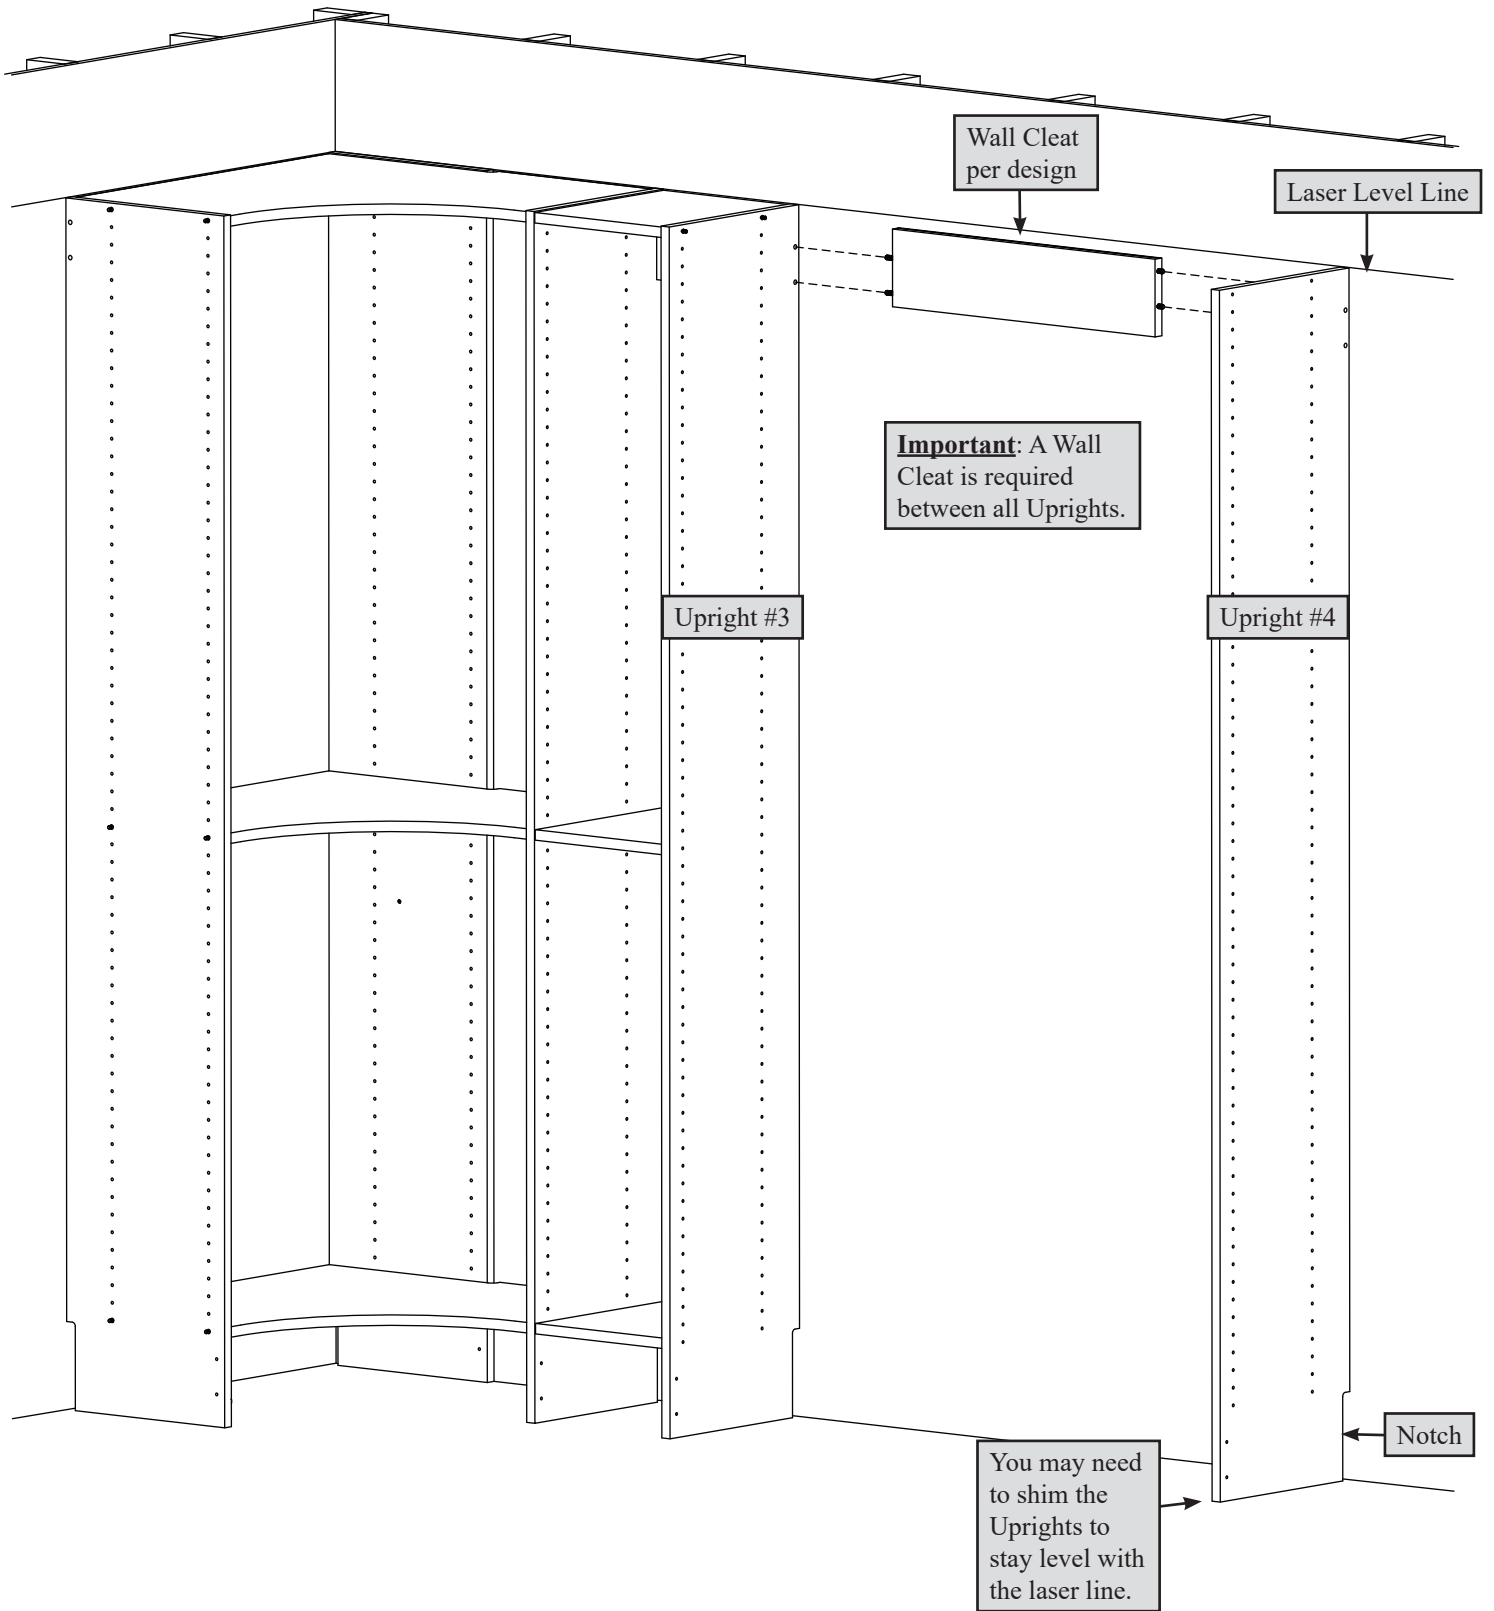 Wall Cleat
per design
Laser Level Line
Important: A Wall
Cleat is required
between all Uprights.
Upright #3
Upright #4
Notch
You may need
to shim the
Uprights to
stay level with
the laser line.